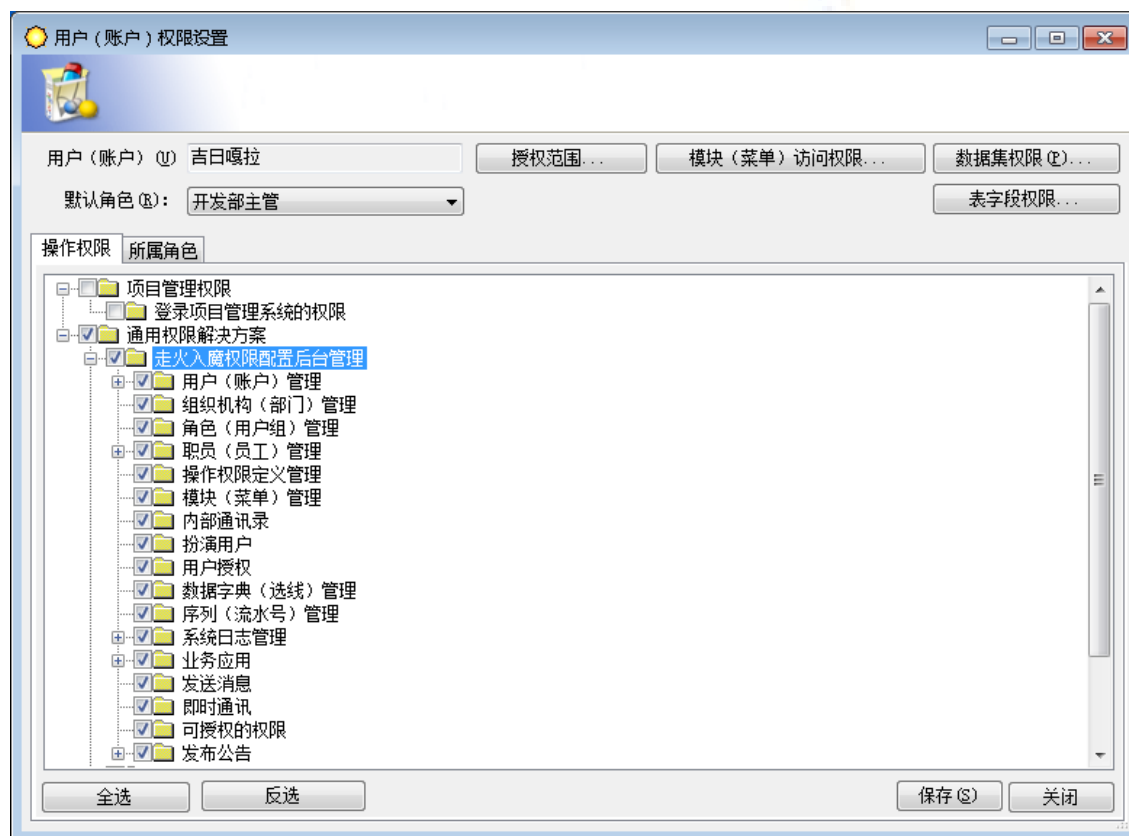 用户（账户）权限设置
用户（账户）(U) 吉日嘎拉 授权范围... 模块（菜单）访问权限... 数据集权限(P)...
默认角色(R)： 开发部主管 表字段权限...
操作权限 所属角色
项目管理权限
登录项目管理系统的权限
通用权限解决方案
走火入魔权限配置后台管理
用户（账户）管理
组织机构（部门）管理
角色（用户组）管理
职员（员工）管理
操作权限定义管理
模块（菜单）管理
内部通讯录
扮演用户
用户授权
数据字典（选线）管理
序列（流水号）管理
系统日志管理
业务应用
发送消息
即时通讯
可授权的权限
发布公告
全选 反选 保存(S) 关闭